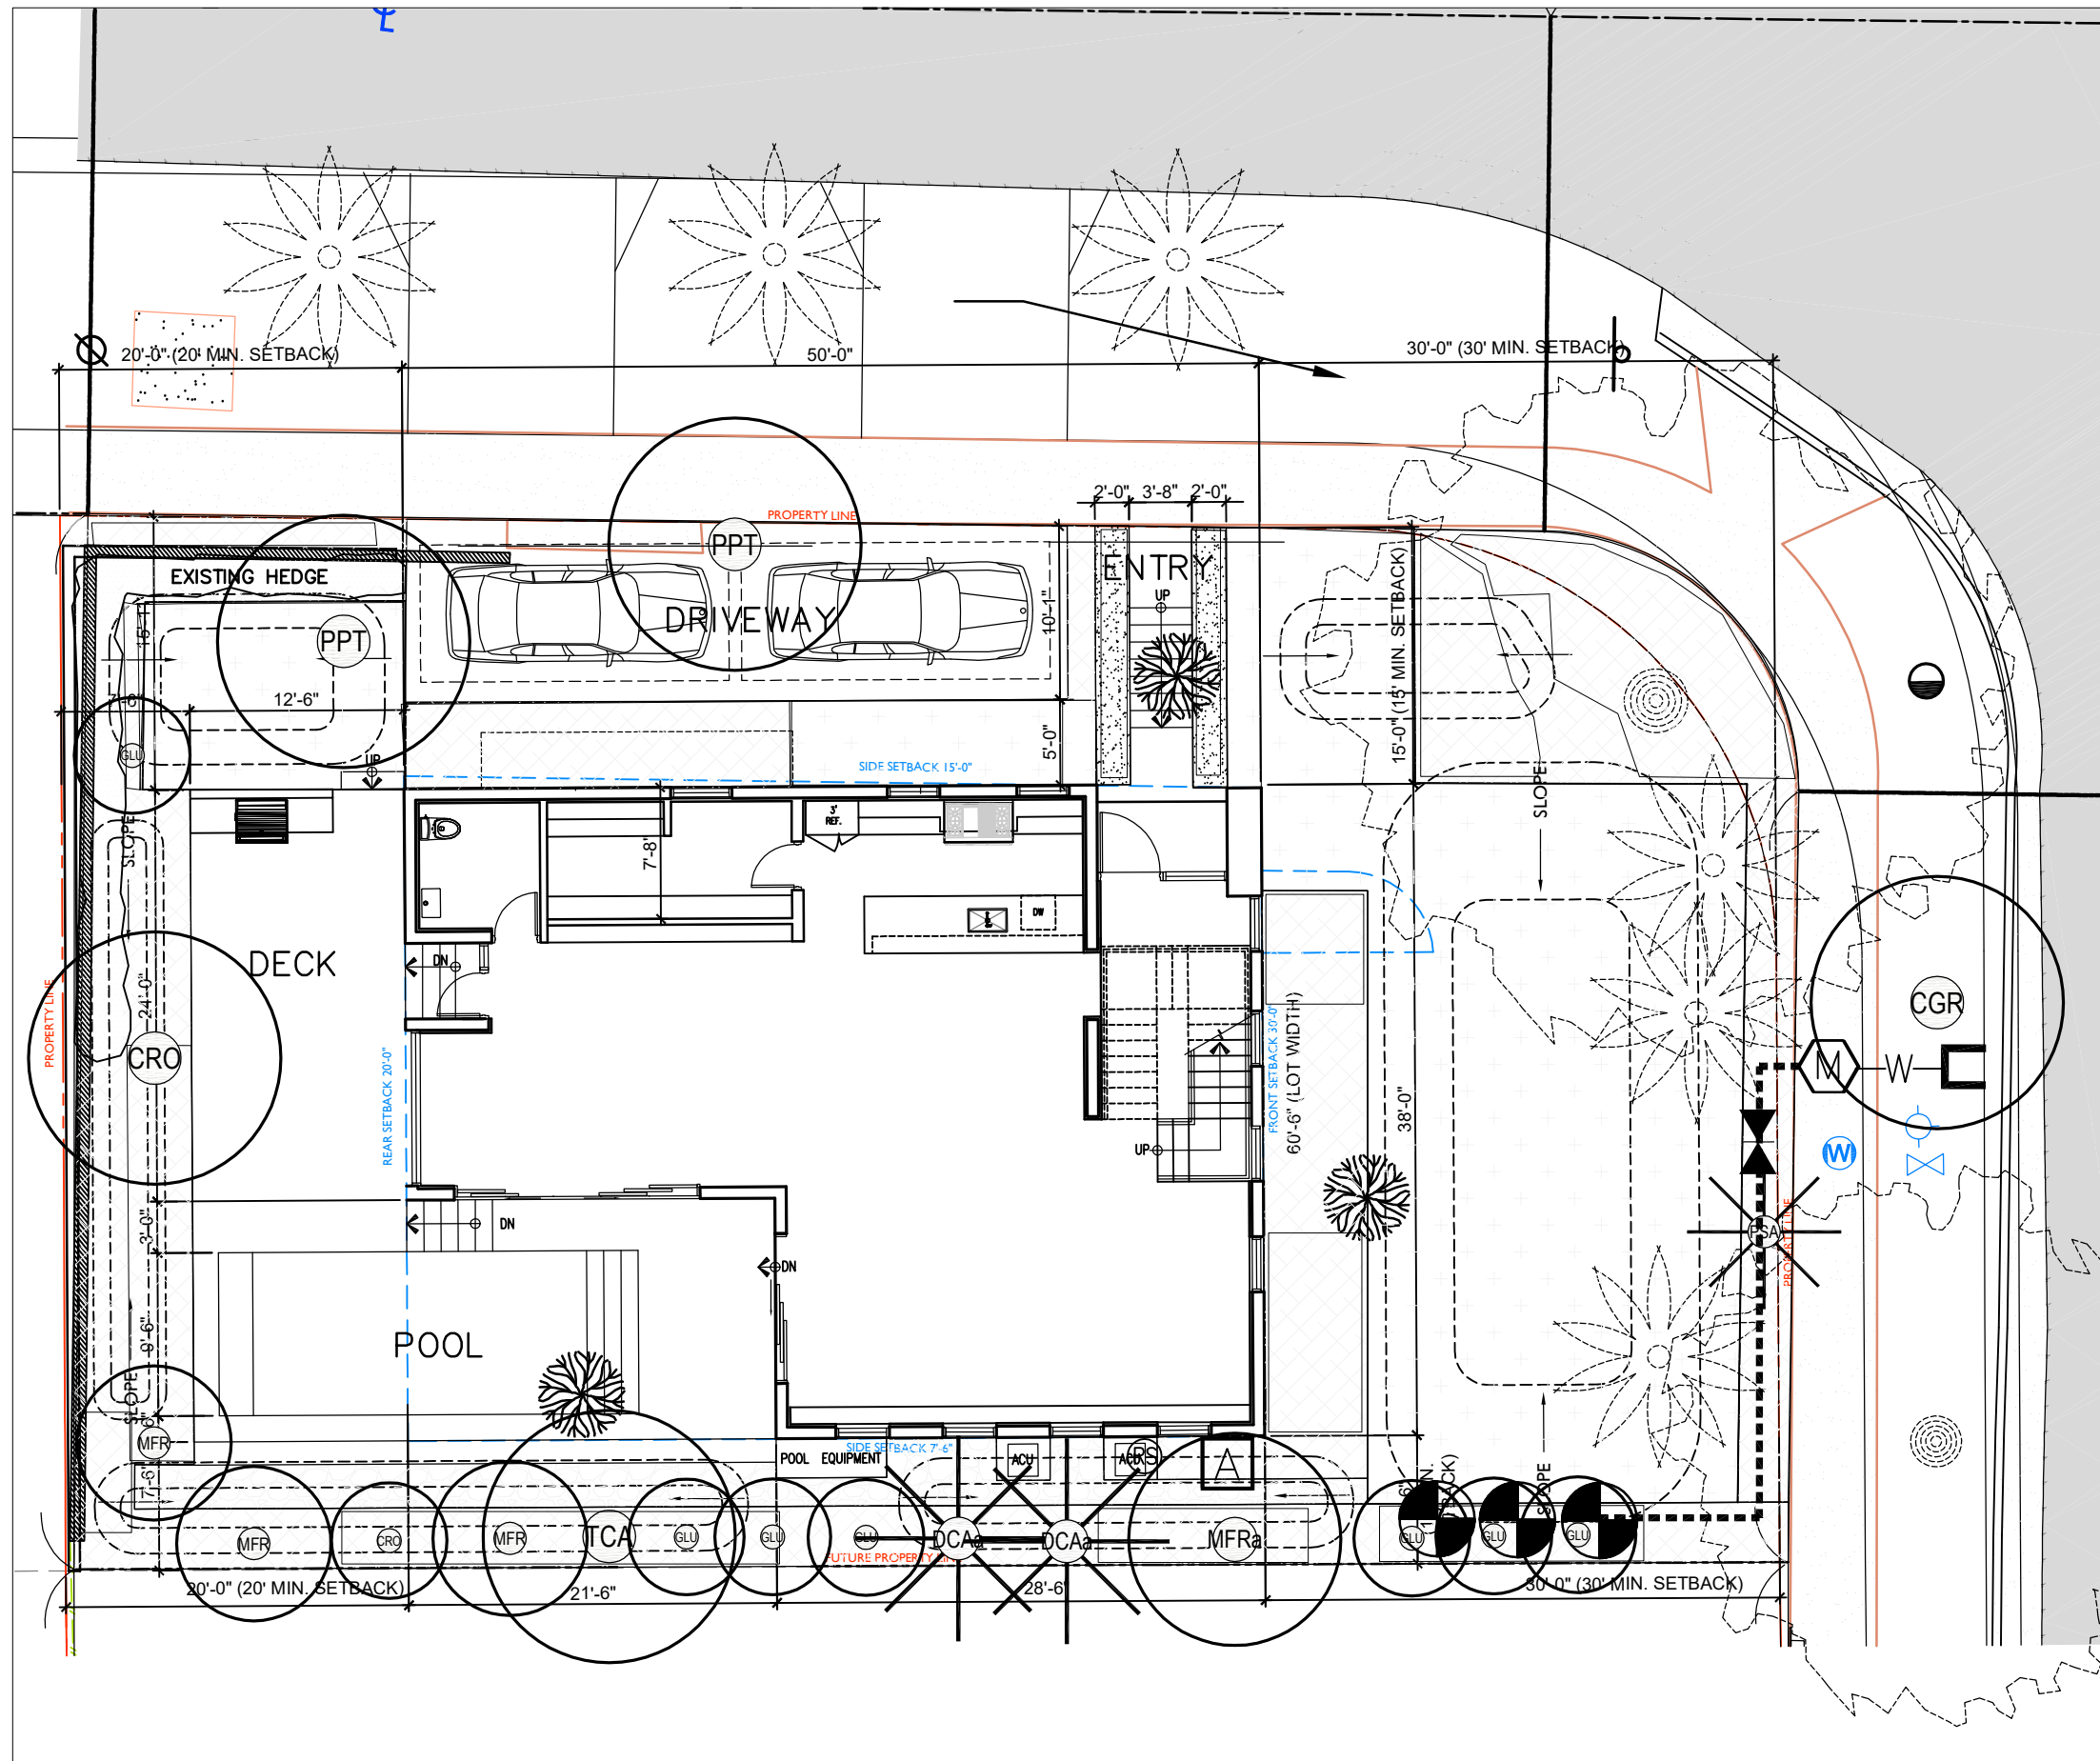 ℄
20'-0" (20' MIN. SETBACK)
50'-0"
30'-0" (30' MIN. SETBACK)
2'-0"
3'-8"
2'-0"
PROPERTY LINE
PPT
EXISTING HEDGE
ENTRY
UP
DRIVEWAY
10'-1"
15'-0" (15' MIN. SETBACK)
PPT
12'-6"
GLU
UP
5'-0"
SIDE SETBACK 15'-0"
SLOPE
SLOPE
3'
REF.
7'-8"
DW
DECK
DN
24'-0"
PROPERTY LINE
CRO
REAR SETBACK 20'-0"
FRONT SETBACK 30'-0"
60'-6" (LOT WIDTH)
38'-0"
CGR
M
W
W
UP
PSA
PROPERTY LINE
3'-0"
DN
DN
9'-6"
POOL
SLOPE
MFR
7'-6"
POOL EQUIPMENT
SIDE SETBACK 7'-6"
ACU
RS
A
SLOPE
MFR
CRO
MFR
TCA
GLU
GLU
GLU
DCAa
DCAa
MFRa
GLU
GLU
GLU
FUTURE PROPERTY LINE
20'-0" (20' MIN. SETBACK)
21'-6"
28'-6"
30'-0" (30' MIN. SETBACK)